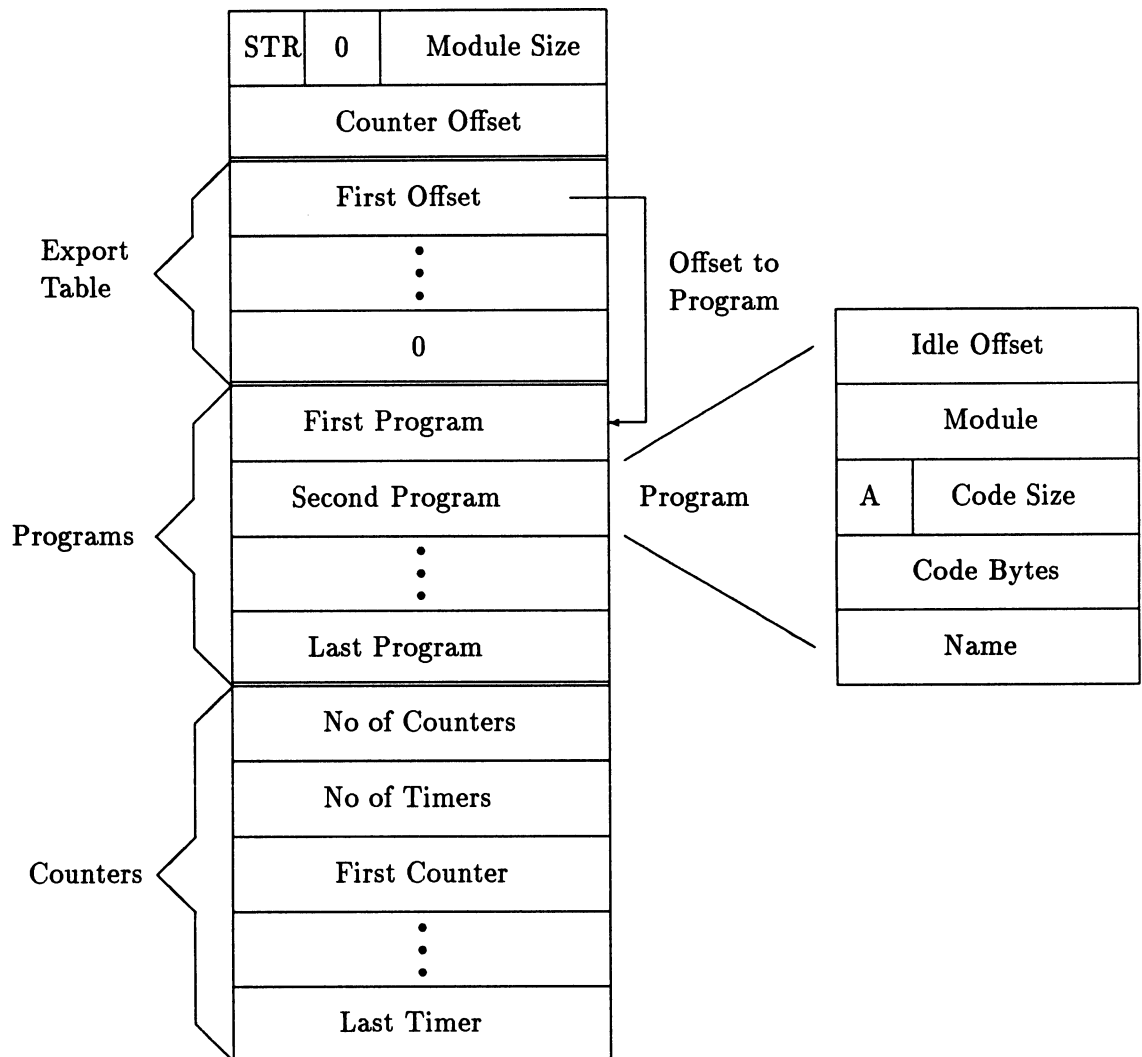 STR 0 Module Size
Counter Offset
First Offset
Export
Table
Offset to
Program
0
First Program
Second Program
Last Program
Programs
Program
Idle Offset
Module
A Code Size
Code Bytes
Name
No of Counters
No of Timers
First Counter
Counters
Last Timer